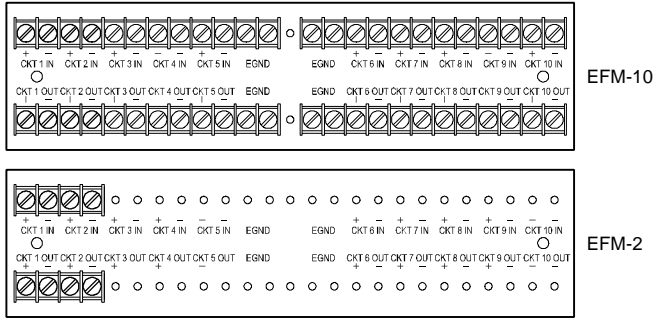 CKT 1 IN CKT 2 IN CKT 3 IN CKT 4 IN CKT 5 IN EGND EGND CKT 6 IN CKT 7 IN CKT 8 IN CKT 9 IN CKT 10 IN
EFM-10
CKT 1 OUT CKT 2 OUT CKT 3 OUT CKT 4 OUT CKT 5 OUT EGND EGND CKT 6 OUT CKT 7 OUT CKT 8 OUT CKT 9 OUT CKT 10 OUT
CKT 1 IN CKT 2 IN CKT 3 IN CKT 4 IN CKT 5 IN EGND EGND CKT 6 IN CKT 7 IN CKT 8 IN CKT 9 IN CKT 10 IN
EFM-2
CKT 1 OUT CKT 2 OUT CKT 3 OUT CKT 4 OUT CKT 5 OUT EGND EGND CKT 6 OUT CKT 7 OUT CKT 8 OUT CKT 9 OUT CKT 10 OUT